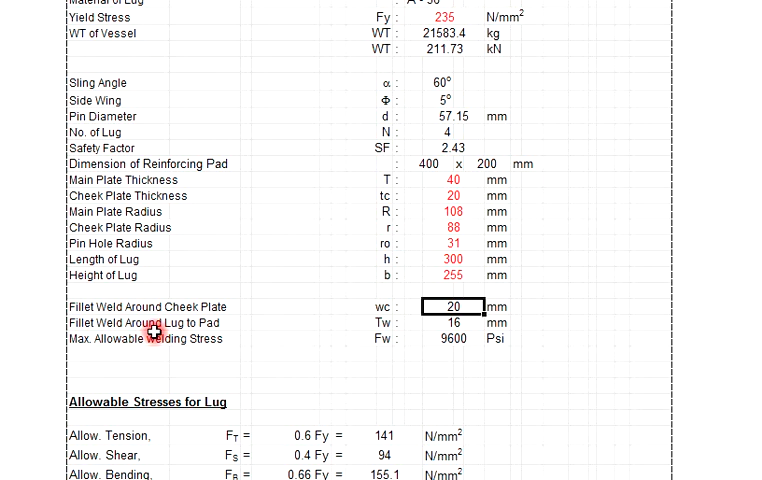 Material of Lug : A - 36
Yield Stress Fy : 235 N/mm²
WT of Vessel WT : 21583.4 kg
WT : 211.73 kN
Sling Angle α : 60º
Side Wing Φ : 5º
Pin Diameter d : 57.15 mm
No. of Lug N : 4
Safety Factor SF : 2.43
Dimension of Reinforcing Pad : 400 x 200 mm
Main Plate Thickness T : 40 mm
Cheek Plate Thickness tc : 20 mm
Main Plate Radius R : 108 mm
Cheek Plate Radius r : 88 mm
Pin Hole Radius ro : 31 mm
Length of Lug h : 300 mm
Height of Lug b : 255 mm
Fillet Weld Around Cheek Plate wc : 20 mm
Fillet Weld Around Lug to Pad Tw : 16 mm
Max. Allowable Welding Stress Fw : 9600 Psi
Allowable Stresses for Lug
Allow. Tension, FT = 0.6 Fy = 141 N/mm²
Allow. Shear, FS = 0.4 Fy = 94 N/mm²
Allow. Bending, FB = 0.66 Fy = 155.1 N/mm²